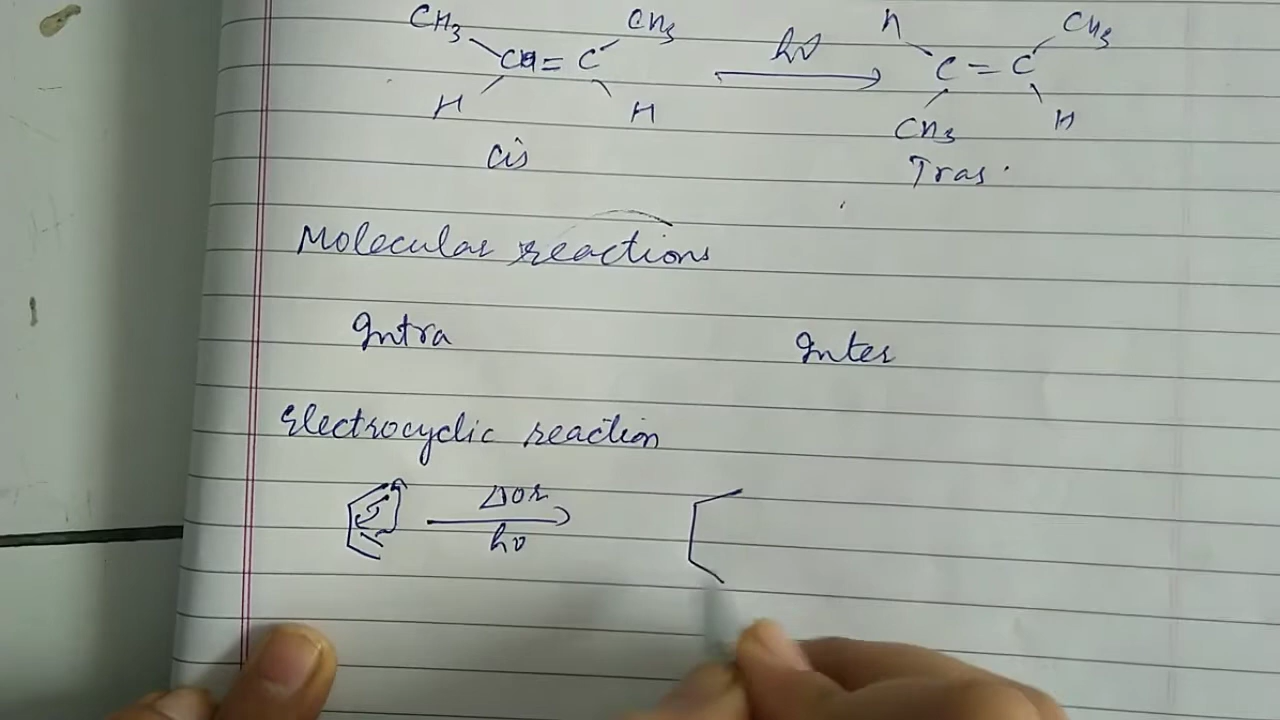 CH3 CH3 hν H CH3
CH = C C = C
H H CH3 H
Cis Tras.
Molecular reactions
Intra Inter
Electrocyclic reaction
Δ or
hν